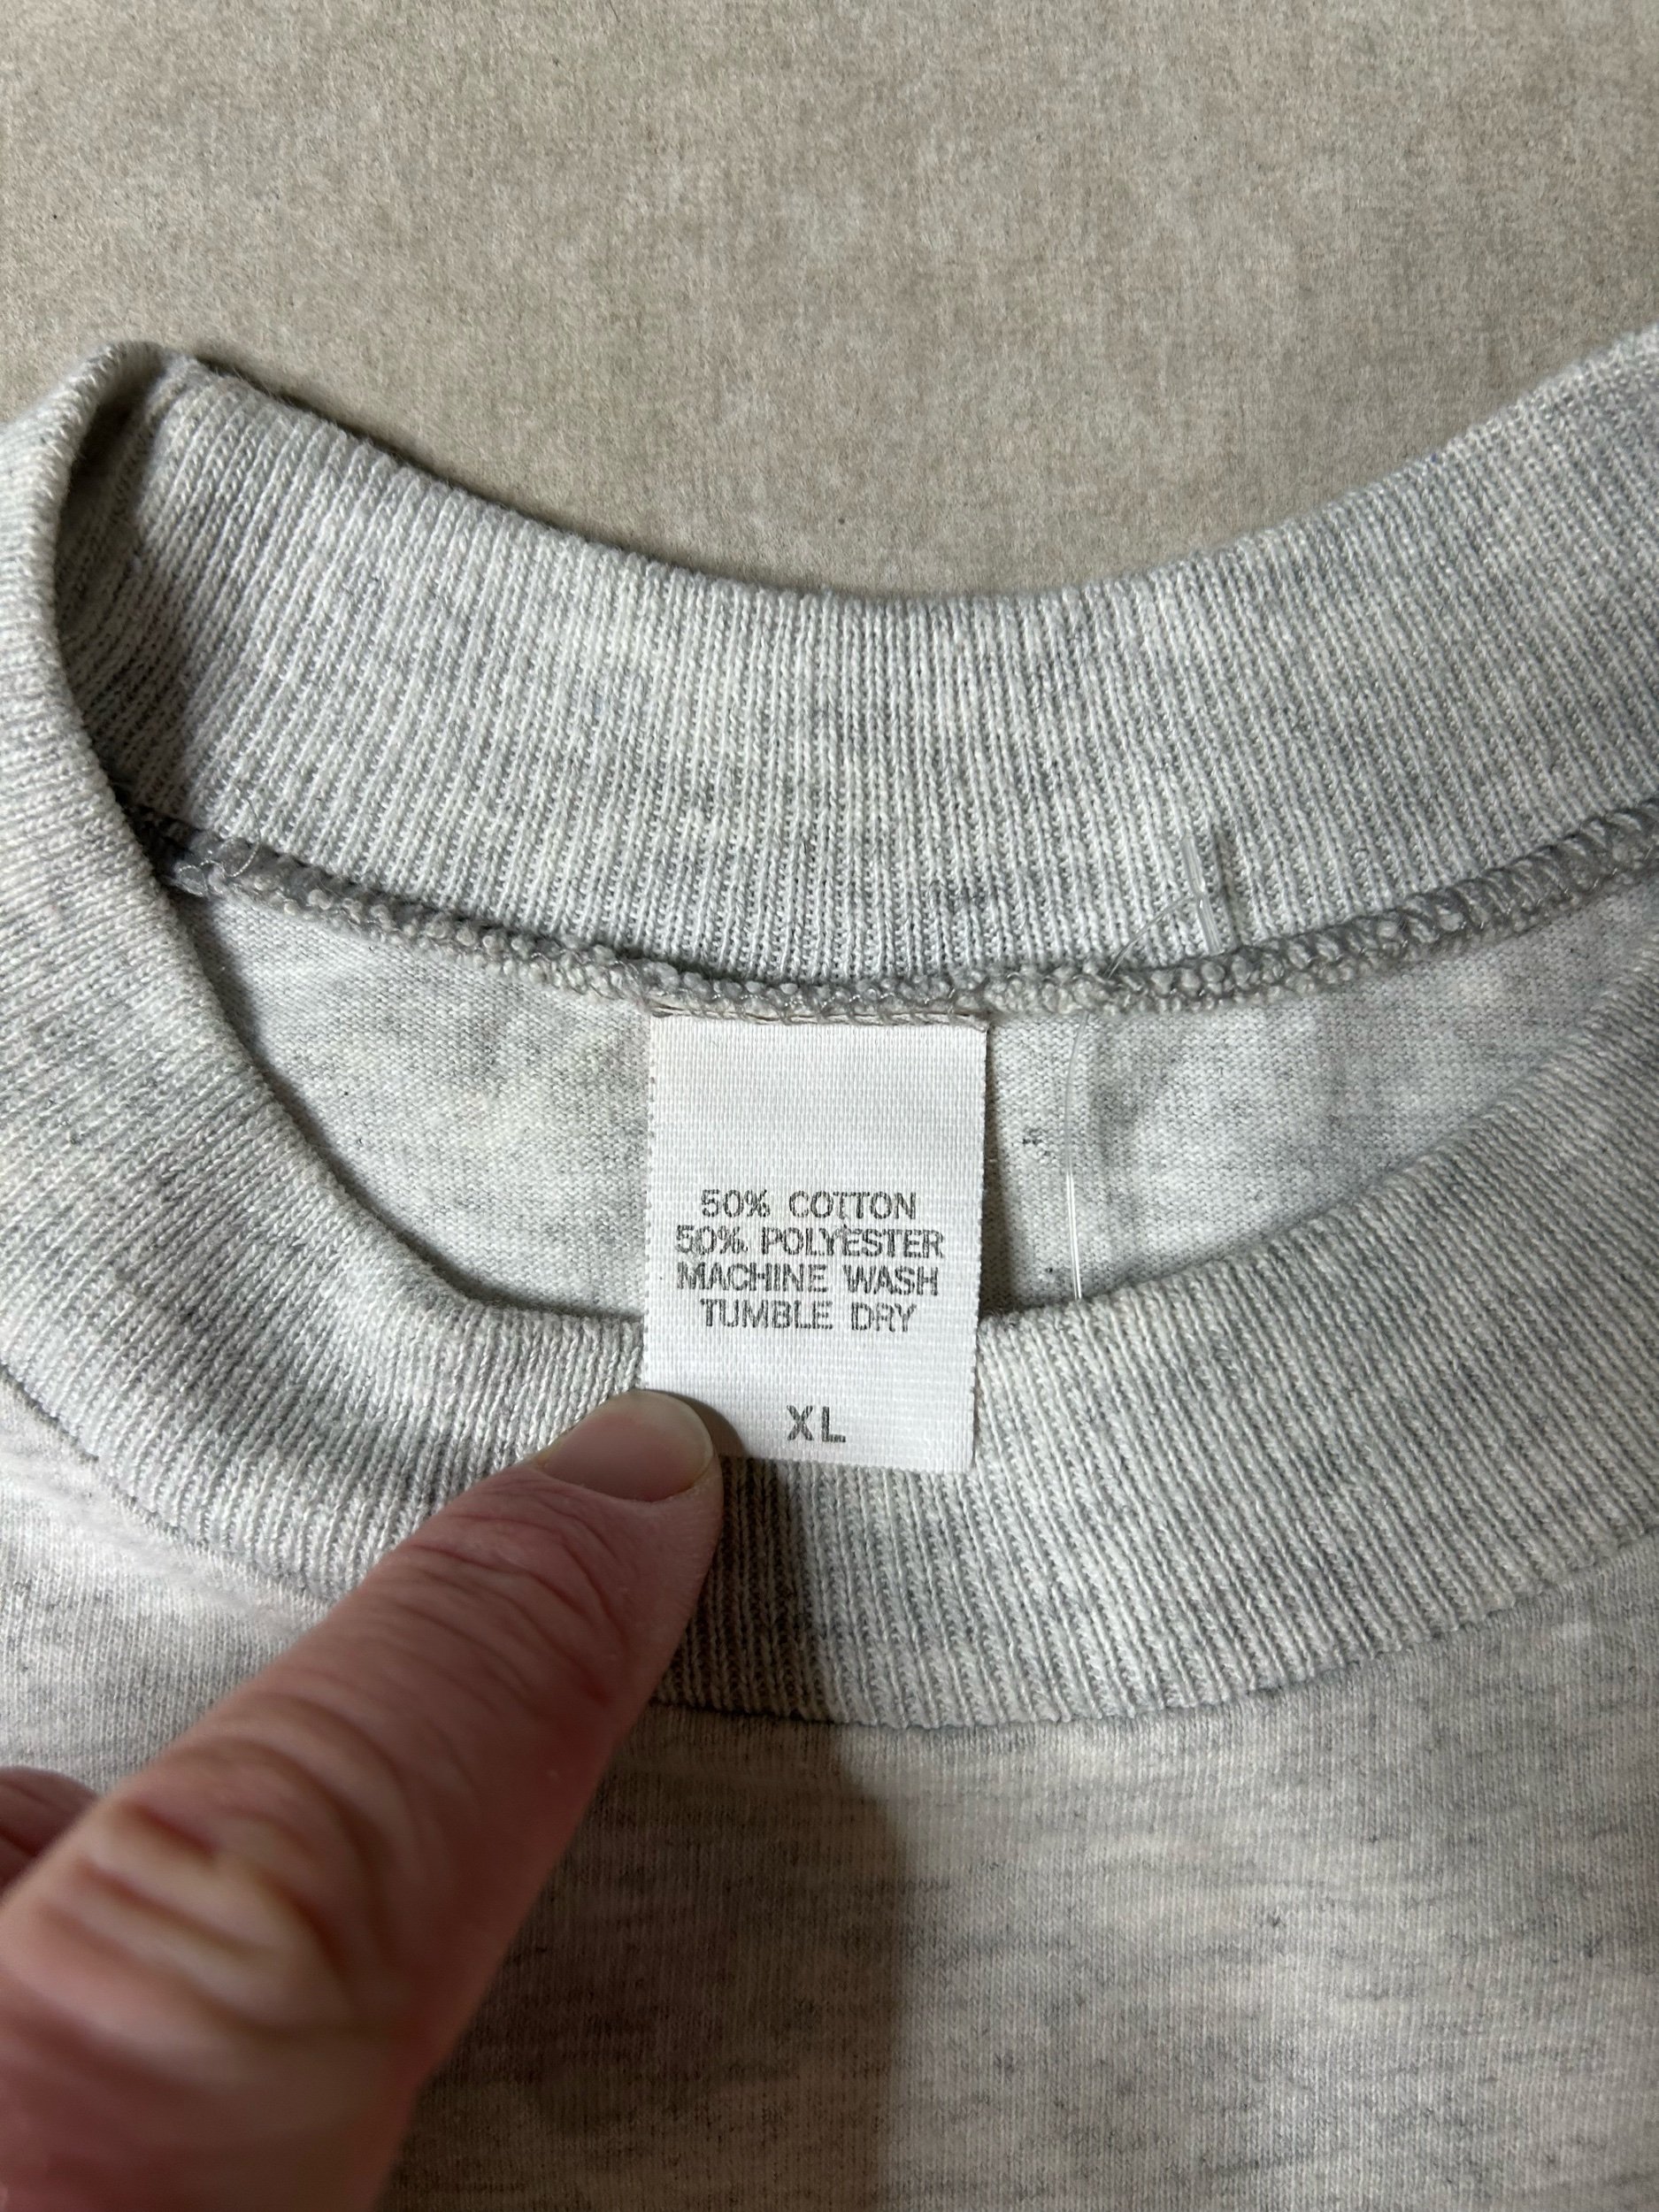 50% COTTON
50% POLYESTER
MACHINE WASH
TUMBLE DRY
XL